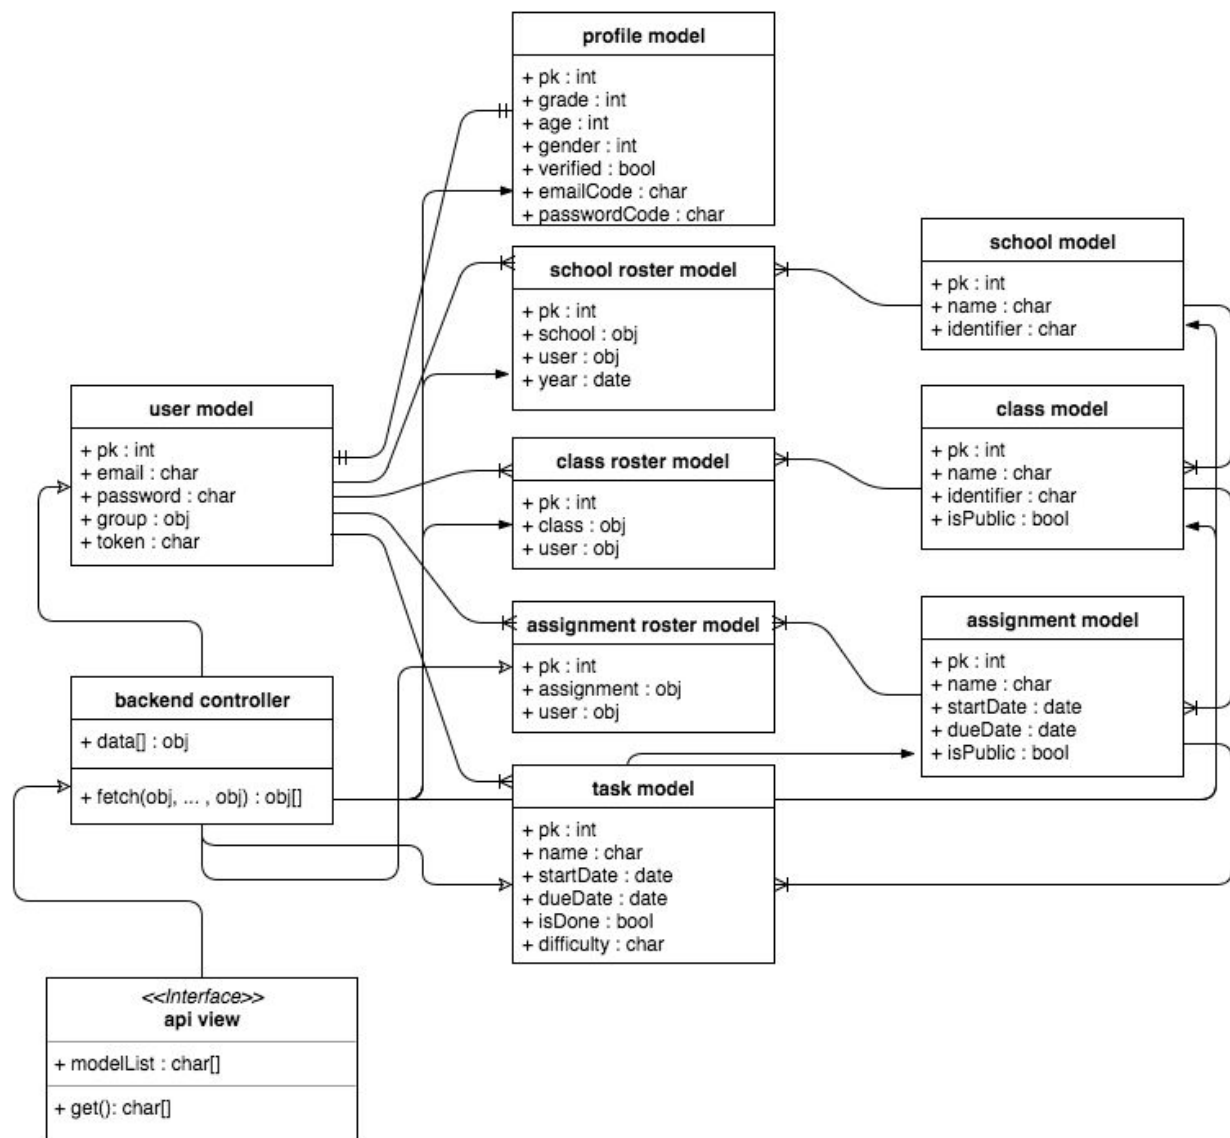 profile model
+ pk : int
+ grade : int
+ age : int
+ gender : int
+ verified : bool
+ emailCode : char
+ passwordCode : char
school roster model
+ pk : int
+ school : obj
+ user : obj
+ year : date
school model
+ pk : int
+ name : char
+ identifier : char
user model
+ pk : int
+ email : char
+ password : char
+ group : obj
+ token : char
class roster model
+ pk : int
+ class : obj
+ user : obj
class model
+ pk : int
+ name : char
+ identifier : char
+ isPublic : bool
assignment roster model
+ pk : int
+ assignment : obj
+ user : obj
assignment model
+ pk : int
+ name : char
+ startDate : date
+ dueDate : date
+ isPublic : bool
backend controller
+ data[] : obj
+ fetch(obj, ... , obj) : obj[]
task model
+ pk : int
+ name : char
+ startDate : date
+ dueDate : date
+ isDone : bool
+ difficulty : char
<<Interface>>
api view
+ modelList : char[]
+ get(): char[]